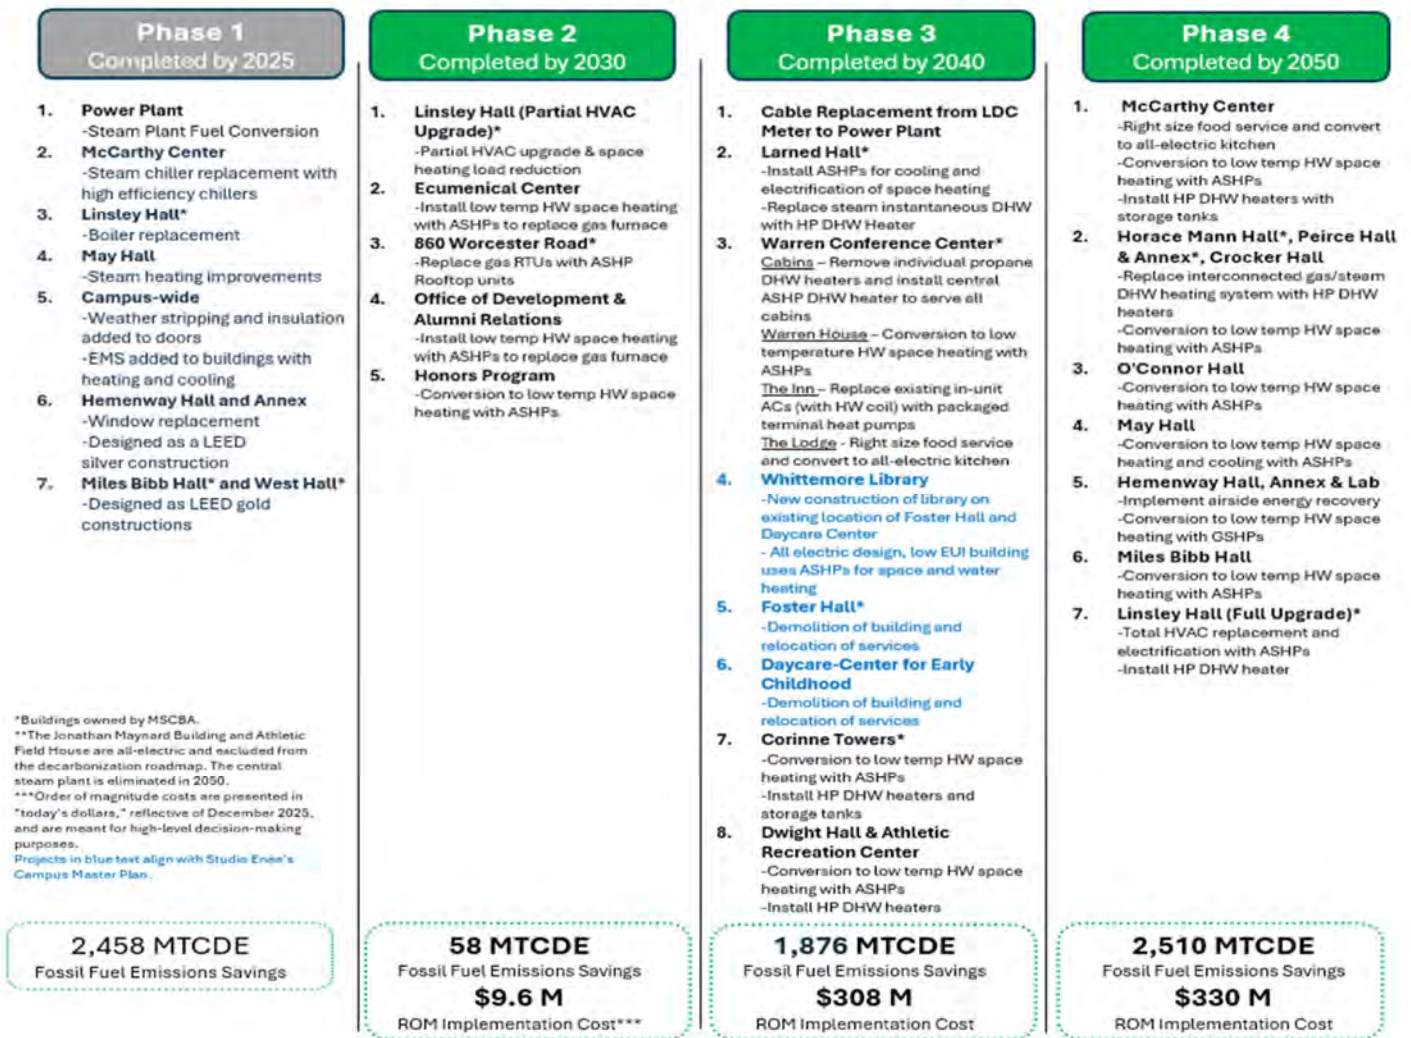 Phase 1
Completed by 2025
1. Power Plant
-Steam Plant Fuel Conversion
2. McCarthy Center
-Steam chiller replacement with
high efficiency chillers
3. Linsley Hall*
-Boiler replacement
4. May Hall
-Steam heating improvements
5. Campus-wide
-Weather stripping and insulation
added to doors
-EMS added to buildings with
heating and cooling
6. Hemenway Hall and Annex
-Window replacement
-Designed as a LEED
silver construction
7. Miles Bibb Hall* and West Hall*
-Designed as LEED gold
constructions
*Buildings owned by MSCBA.
**The Jonathan Maynard Building and Athletic
Field House are all-electric and excluded from
the decarbonization roadmap. The central
steam plant is eliminated in 2050.
***Order of magnitude costs are presented in
"today's dollars," reflective of December 2025,
and are meant for high-level decision-making
purposes.
Projects in blue text align with Studio Enée's
Campus Master Plan.
2,458 MTCDE
Fossil Fuel Emissions Savings
Phase 2
Completed by 2030
1. Linsley Hall (Partial HVAC
Upgrade)*
-Partial HVAC upgrade & space
heating load reduction
2. Ecumenical Center
-Install low temp HW space heating
with ASHPs to replace gas furnace
3. 860 Worcester Road*
-Replace gas RTUs with ASHP
Rooftop units
4. Office of Development &
Alumni Relations
-Install low temp HW space heating
with ASHPs to replace gas furnace
5. Honors Program
-Conversion to low temp HW space
heating with ASHPs
58 MTCDE
Fossil Fuel Emissions Savings
$9.6 M
ROM Implementation Cost***
Phase 3
Completed by 2040
1. Cable Replacement from LDC
Meter to Power Plant
2. Larned Hall*
-Install ASHPs for cooling and
electrification of space heating
-Replace steam instantaneous DHW
with HP DHW Heater
3. Warren Conference Center*
Cabins – Remove individual propane
DHW heaters and install central
ASHP DHW heater to serve all
cabins
Warren House – Conversion to low
temperature HW space heating with
ASHPs
The Inn – Replace existing in-unit
ACs (with HW coil) with packaged
terminal heat pumps
The Lodge - Right size food service
and convert to all-electric kitchen
4. Whittemore Library
-New construction of library on
existing location of Foster Hall and
Daycare Center
- All electric design, low EUI building
uses ASHPs for space and water
heating
5. Foster Hall*
-Demolition of building and
relocation of services
6. Daycare-Center for Early
Childhood
-Demolition of building and
relocation of services
7. Corinne Towers*
-Conversion to low temp HW space
heating with ASHPs
-Install HP DHW heaters and
storage tanks
8. Dwight Hall & Athletic
Recreation Center
-Conversion to low temp HW space
heating with ASHPs
-Install HP DHW heaters
1,876 MTCDE
Fossil Fuel Emissions Savings
$308 M
ROM Implementation Cost
Phase 4
Completed by 2050
1. McCarthy Center
-Right size food service and convert
to all-electric kitchen
-Conversion to low temp HW space
heating with ASHPs
-Install HP DHW heaters with
storage tanks
2. Horace Mann Hall*, Peirce Hall
& Annex*, Crocker Hall
-Replace interconnected gas/steam
DHW heating system with HP DHW
heaters
-Conversion to low temp HW space
heating with ASHPs
3. O'Connor Hall
-Conversion to low temp HW space
heating with ASHPs
4. May Hall
-Conversion to low temp HW space
heating and cooling with ASHPs
5. Hemenway Hall, Annex & Lab
-Implement airside energy recovery
-Conversion to low temp HW space
heating with GSHPs
6. Miles Bibb Hall
-Conversion to low temp HW space
heating with ASHPs
7. Linsley Hall (Full Upgrade)*
-Total HVAC replacement and
electrification with ASHPs
-Install HP DHW heater
2,510 MTCDE
Fossil Fuel Emissions Savings
$330 M
ROM Implementation Cost